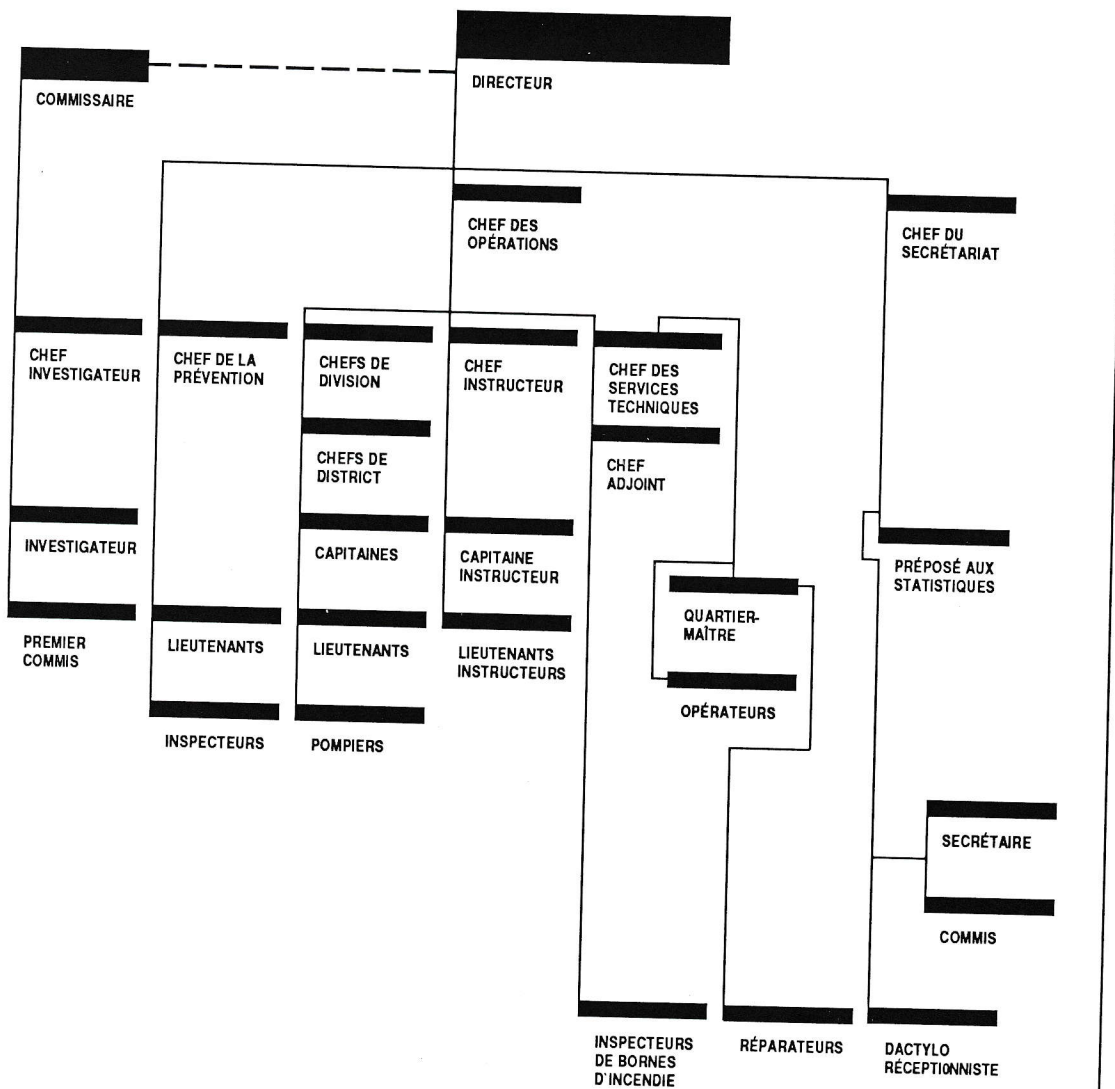 DIRECTEUR
COMMISSAIRE
CHEF DES
OPÉRATIONS
CHEF DU
SECRÉTARIAT
CHEF
INVESTIGATEUR
CHEF DE LA
PRÉVENTION
CHEFS DE
DIVISION
CHEF
INSTRUCTEUR
CHEF DES
SERVICES
TECHNIQUES
CHEFS DE
DISTRICT
CHEF
ADJOINT
INVESTIGATEUR
CAPITAINES
CAPITAINE
INSTRUCTEUR
PRÉPOSÉ AUX
STATISTIQUES
QUARTIER-
MAÎTRE
PREMIER
COMMIS
LIEUTENANTS
LIEUTENANTS
LIEUTENANTS
INSTRUCTEURS
OPÉRATEURS
INSPECTEURS
POMPIERS
SECRÉTAIRE
COMMIS
INSPECTEURS
DE BORNES
D'INCENDIE
RÉPARATEURS
DACTYLO
RÉCEPTIONNISTE